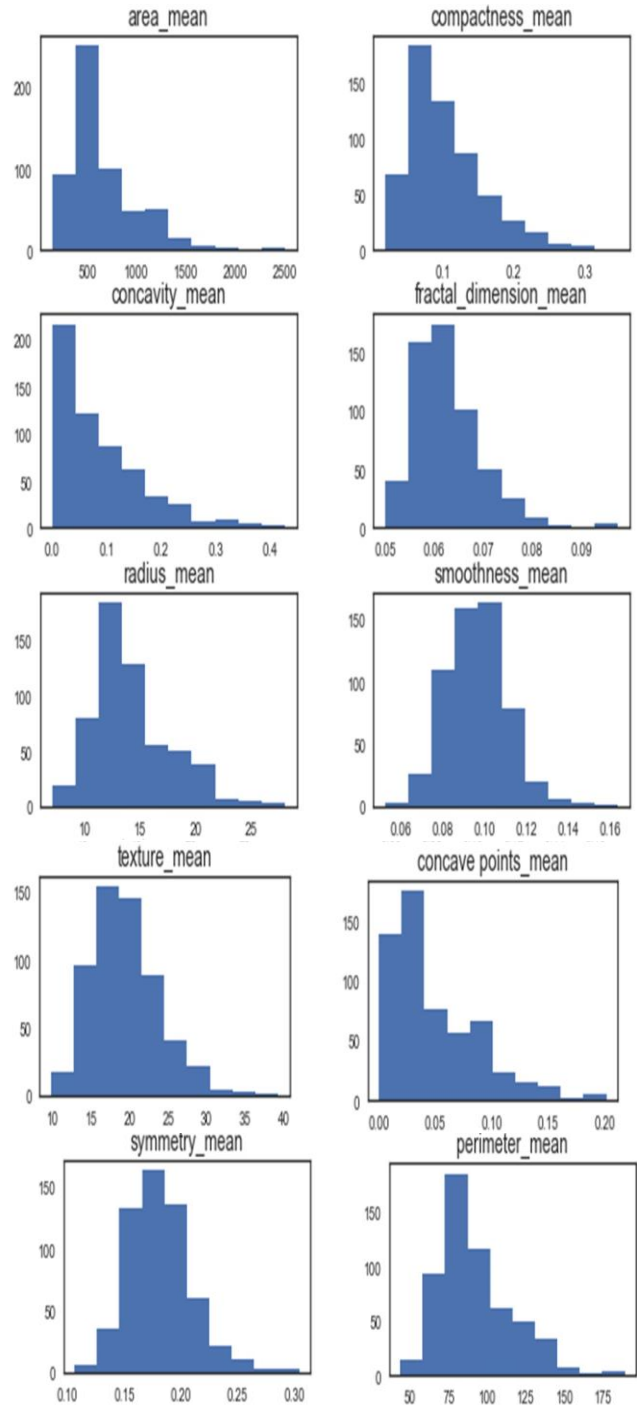 area_mean
200
100
0
500 1000 1500 2000 2500
compactness_mean
150
100
50
0
0.1 0.2 0.3
concavity_mean
200
150
100
50
0
0.0 0.1 0.2 0.3 0.4
fractal_dimension_mean
150
100
50
0
0.05 0.06 0.07 0.08 0.09
radius_mean
150
100
50
0
10 15 20 25
smoothness_mean
150
100
50
0
0.06 0.08 0.10 0.12 0.14 0.16
texture_mean
150
100
50
0
10 15 20 25 30 35 40
concave points_mean
150
100
50
0
0.00 0.05 0.10 0.15 0.20
symmetry_mean
150
100
50
0
0.10 0.15 0.20 0.25 0.30
perimeter_mean
150
100
50
0
50 75 100 125 150 175